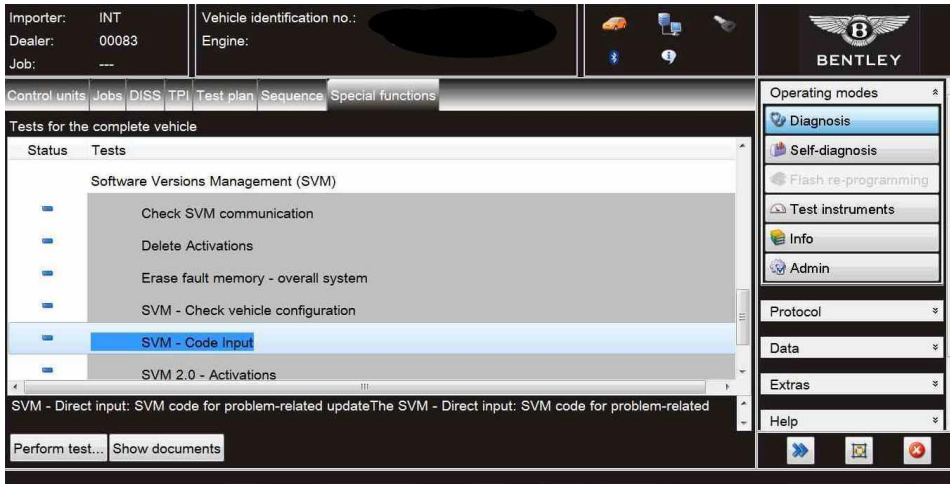 Importer: INT
Dealer: 00083
Job: ---
Vehicle identification no.:
Engine:
B
BENTLEY
Control units Jobs DISS TPI Test plan Sequence Special functions
Tests for the complete vehicle
Status Tests
Software Versions Management (SVM)
Check SVM communication
Delete Activations
Erase fault memory - overall system
SVM - Check vehicle configuration
SVM - Code Input
SVM 2.0 - Activations
SVM - Direct input: SVM code for problem-related updateThe SVM - Direct input: SVM code for problem-related
Perform test... Show documents
Operating modes
Diagnosis
Self-diagnosis
Flash re-programming
Test instruments
Info
Admin
Protocol
Data
Extras
Help